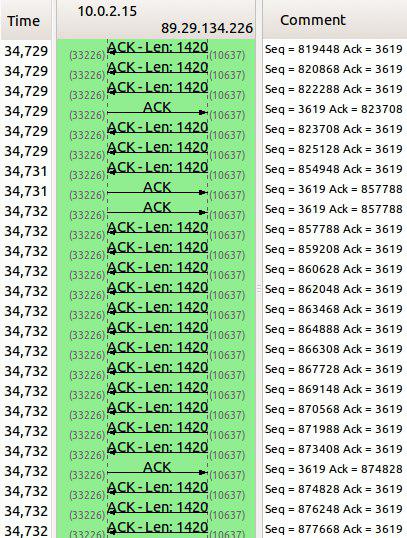 Time 10.0.2.15 89.29.134.226 Comment
34,729 (33226) ACK - Len: 1420 (10637) Seq = 819448 Ack = 3619
34,729 (33226) ACK - Len: 1420 (10637) Seq = 820868 Ack = 3619
34,729 (33226) ACK - Len: 1420 (10637) Seq = 822288 Ack = 3619
34,729 (33226) ACK (10637) Seq = 3619 Ack = 823708
34,729 (33226) ACK - Len: 1420 (10637) Seq = 823708 Ack = 3619
34,729 (33226) ACK - Len: 1420 (10637) Seq = 825128 Ack = 3619
34,731 (33226) ACK - Len: 1420 (10637) Seq = 854948 Ack = 3619
34,731 (33226) ACK (10637) Seq = 3619 Ack = 857788
34,732 (33226) ACK (10637) Seq = 3619 Ack = 857788
34,732 (33226) ACK - Len: 1420 (10637) Seq = 857788 Ack = 3619
34,732 (33226) ACK - Len: 1420 (10637) Seq = 859208 Ack = 3619
34,732 (33226) ACK - Len: 1420 (10637) Seq = 860628 Ack = 3619
34,732 (33226) ACK - Len: 1420 (10637) Seq = 862048 Ack = 3619
34,732 (33226) ACK - Len: 1420 (10637) Seq = 863468 Ack = 3619
34,732 (33226) ACK - Len: 1420 (10637) Seq = 864888 Ack = 3619
34,732 (33226) ACK - Len: 1420 (10637) Seq = 866308 Ack = 3619
34,732 (33226) ACK - Len: 1420 (10637) Seq = 867728 Ack = 3619
34,732 (33226) ACK - Len: 1420 (10637) Seq = 869148 Ack = 3619
34,732 (33226) ACK - Len: 1420 (10637) Seq = 870568 Ack = 3619
34,732 (33226) ACK - Len: 1420 (10637) Seq = 871988 Ack = 3619
34,732 (33226) ACK - Len: 1420 (10637) Seq = 873408 Ack = 3619
34,732 (33226) ACK (10637) Seq = 3619 Ack = 874828
34,732 (33226) ACK - Len: 1420 (10637) Seq = 874828 Ack = 3619
34,732 (33226) ACK - Len: 1420 (10637) Seq = 876248 Ack = 3619
34,732 (33226) ACK - Len: 1420 (10637) Seq = 877668 Ack = 3619